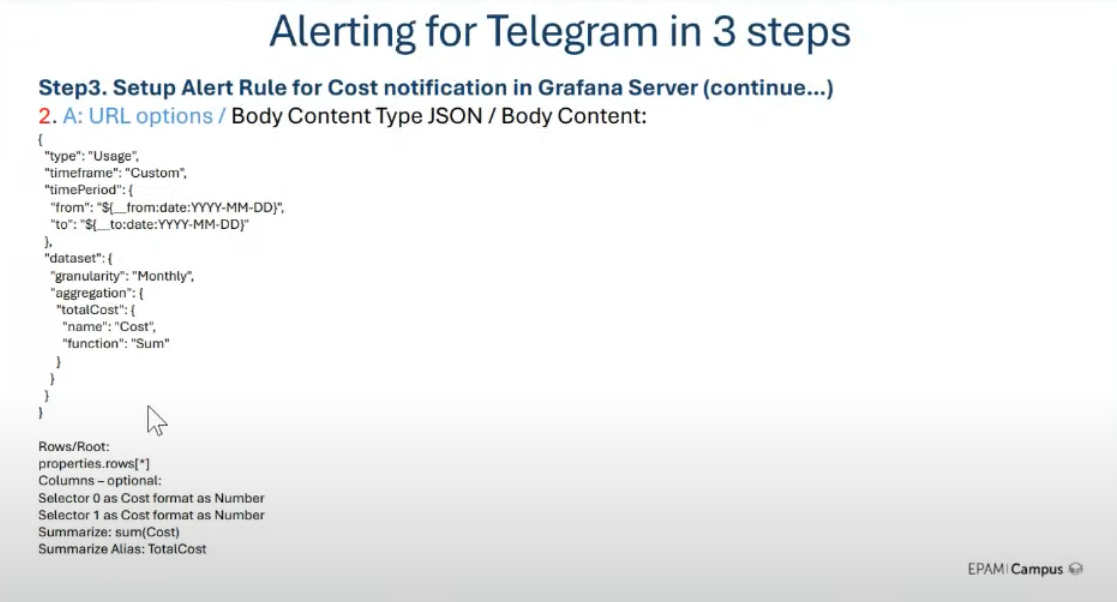 Alerting for Telegram in 3 steps
Step3. Setup Alert Rule for Cost notification in Grafana Server (continue...)
2. A: URL options / Body Content Type JSON / Body Content:
{
"type": "Usage",
"timeframe": "Custom",
"timePeriod": {
"from": "${__from:date:YYYY-MM-DD}",
"to": "${__to:date:YYYY-MM-DD}"
},
"dataset": {
"granularity": "Monthly",
"aggregation": {
"totalCost": {
"name": "Cost",
"function": "Sum"
}
}
}
}
Rows/Root:
properties.rows[*]
Columns – optional:
Selector 0 as Cost format as Number
Selector 1 as Cost format as Number
Summarize: sum(Cost)
Summarize Alias: TotalCost
EPAM | Campus